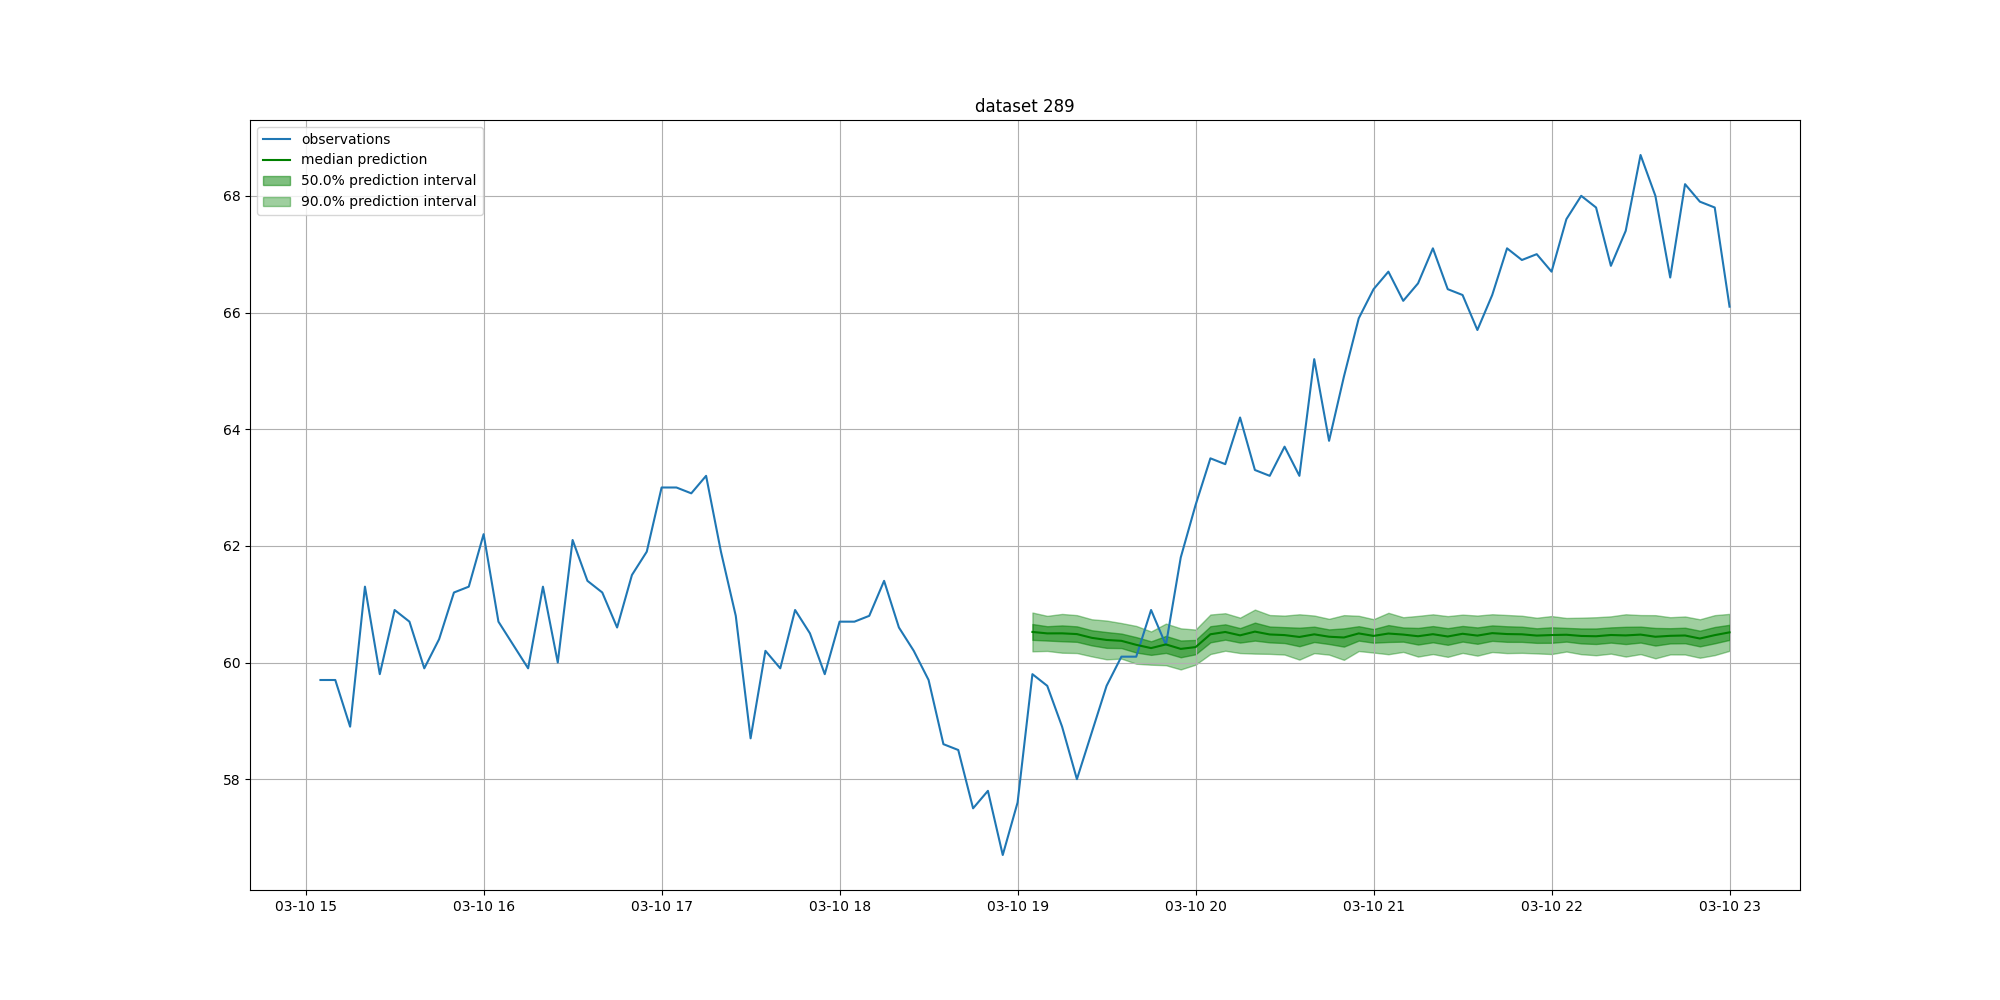 dataset 289
observations
median prediction
50.0% prediction interval
90.0% prediction interval
68
66
64
62
60
58
03-10 15 03-10 16 03-10 17 03-10 18 03-10 19 03-10 20 03-10 21 03-10 22 03-10 23